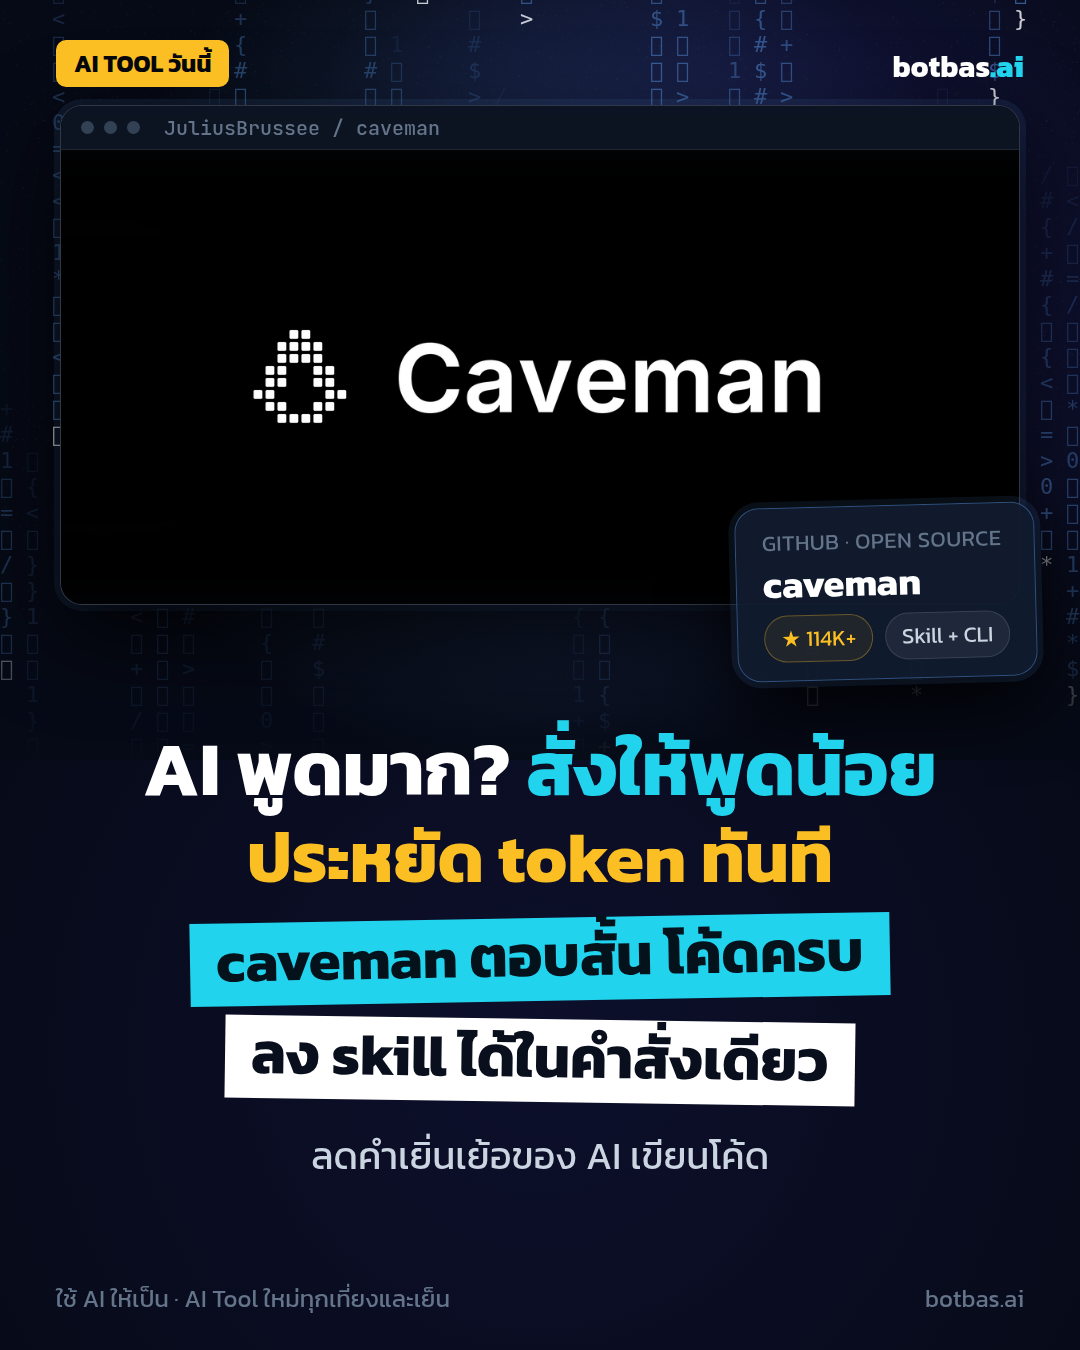 AI TOOL วันนี้
botbas.ai
JuliusBrussee / caveman
Caveman
GITHUB · OPEN SOURCE
caveman
★ 114K+
Skill + CLI
AI พูดมาก? สั่งให้พูดน้อย
ประหยัด token ทันที
caveman ตอบสั้น โค้ดครบ
ลง skill ได้ในคำสั่งเดียว
ลดคำเยิ่นเย้อของ AI เขียนโค้ด
ใช้ AI ให้เป็น · AI Tool ใหม่ทุกเที่ยงและเย็น
botbas.ai